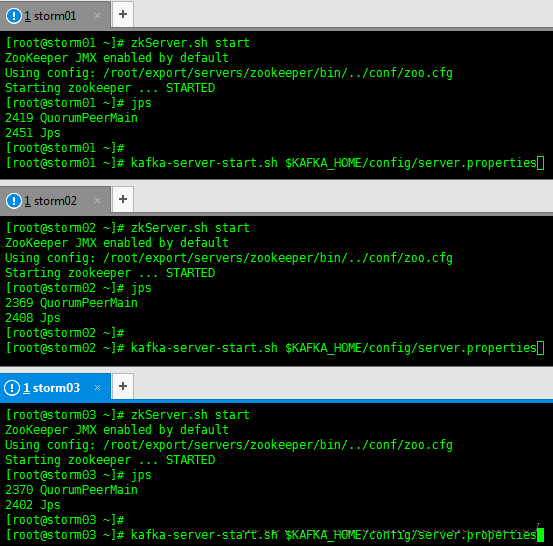 1 storm01
[root@storm01 ~]# zkServer.sh start
ZooKeeper JMX enabled by default
Using config: /root/export/servers/zookeeper/bin/../conf/zoo.cfg
Starting zookeeper ... STARTED
[root@storm01 ~]# jps
2419 QuorumPeerMain
2451 Jps
[root@storm01 ~]#
[root@storm01 ~]# kafka-server-start.sh $KAFKA_HOME/config/server.properties
1 storm02
[root@storm02 ~]# zkServer.sh start
ZooKeeper JMX enabled by default
Using config: /root/export/servers/zookeeper/bin/../conf/zoo.cfg
Starting zookeeper ... STARTED
[root@storm02 ~]# jps
2369 QuorumPeerMain
2408 Jps
[root@storm02 ~]#
[root@storm02 ~]# kafka-server-start.sh $KAFKA_HOME/config/server.properties
1 storm03
[root@storm03 ~]# zkServer.sh start
ZooKeeper JMX enabled by default
Using config: /root/export/servers/zookeeper/bin/../conf/zoo.cfg
Starting zookeeper ... STARTED
[root@storm03 ~]# jps
2370 QuorumPeerMain
2402 Jps
[root@storm03 ~]#
[root@storm03 ~]# kafka-server-start.sh $KAFKA_HOME/config/server.properties